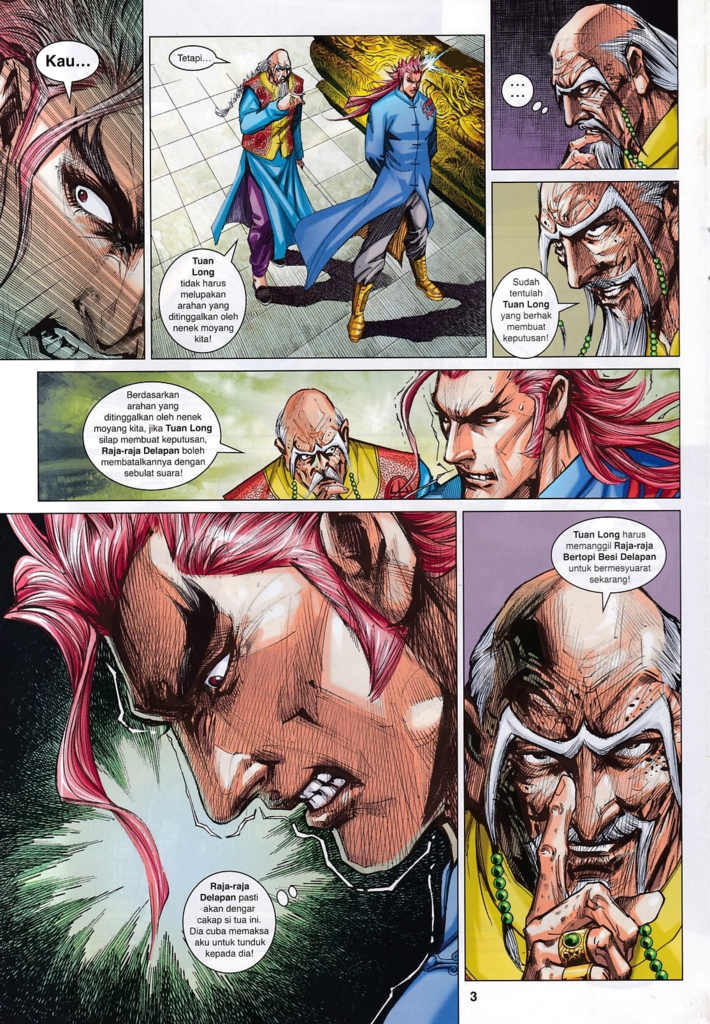 Kau...
Tetapi...
Tuan
Long
tidak harus
melupakan
arahan yang
ditinggalkan oleh
nenek moyang
kita!
...
...
Sudah
tentulah
Tuan Long
yang berhak
membuat
keputusan!
Berdasarkan
arahan yang
ditinggalkan oleh nenek
moyang kita, jika Tuan Long
silap membuat keputusan,
Raja-raja Delapan boleh
membatalkannya dengan
sebulat suara!
Raja-raja
Delapan pasti
akan dengar
cakap si tua ini.
Dia cuba memaksa
aku untuk tunduk
kepada dia!
Tuan Long harus
memanggil Raja-raja
Bertopi Besi Delapan
untuk bermesyuarat
sekarang!
3